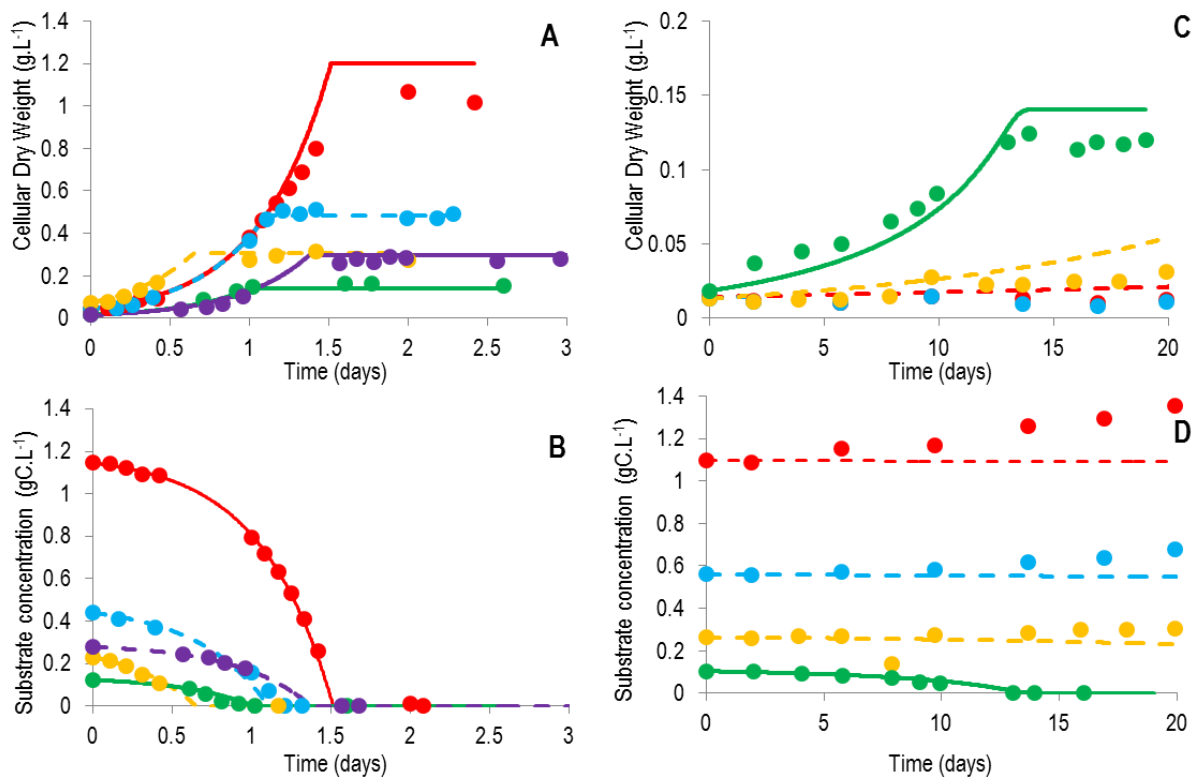 A
Cellular Dry Weight (g.L-1)
1.4
1.2
1
0.8
0.6
0.4
0.2
0
0 0.5 1 1.5 2 2.5 3
Time (days)
C
Cellular Dry Weight (g.L-1)
0.2
0.15
0.1
0.05
0
0 5 10 15 20
Time (days)
B
Substrate concentration (gC.L-1)
1.4
1.2
1
0.8
0.6
0.4
0.2
0
0 0.5 1 1.5 2 2.5 3
Time (days)
D
Substrate concentration (gC.L-1)
1.4
1.2
1
0.8
0.6
0.4
0.2
0
0 5 10 15 20
Time (days)